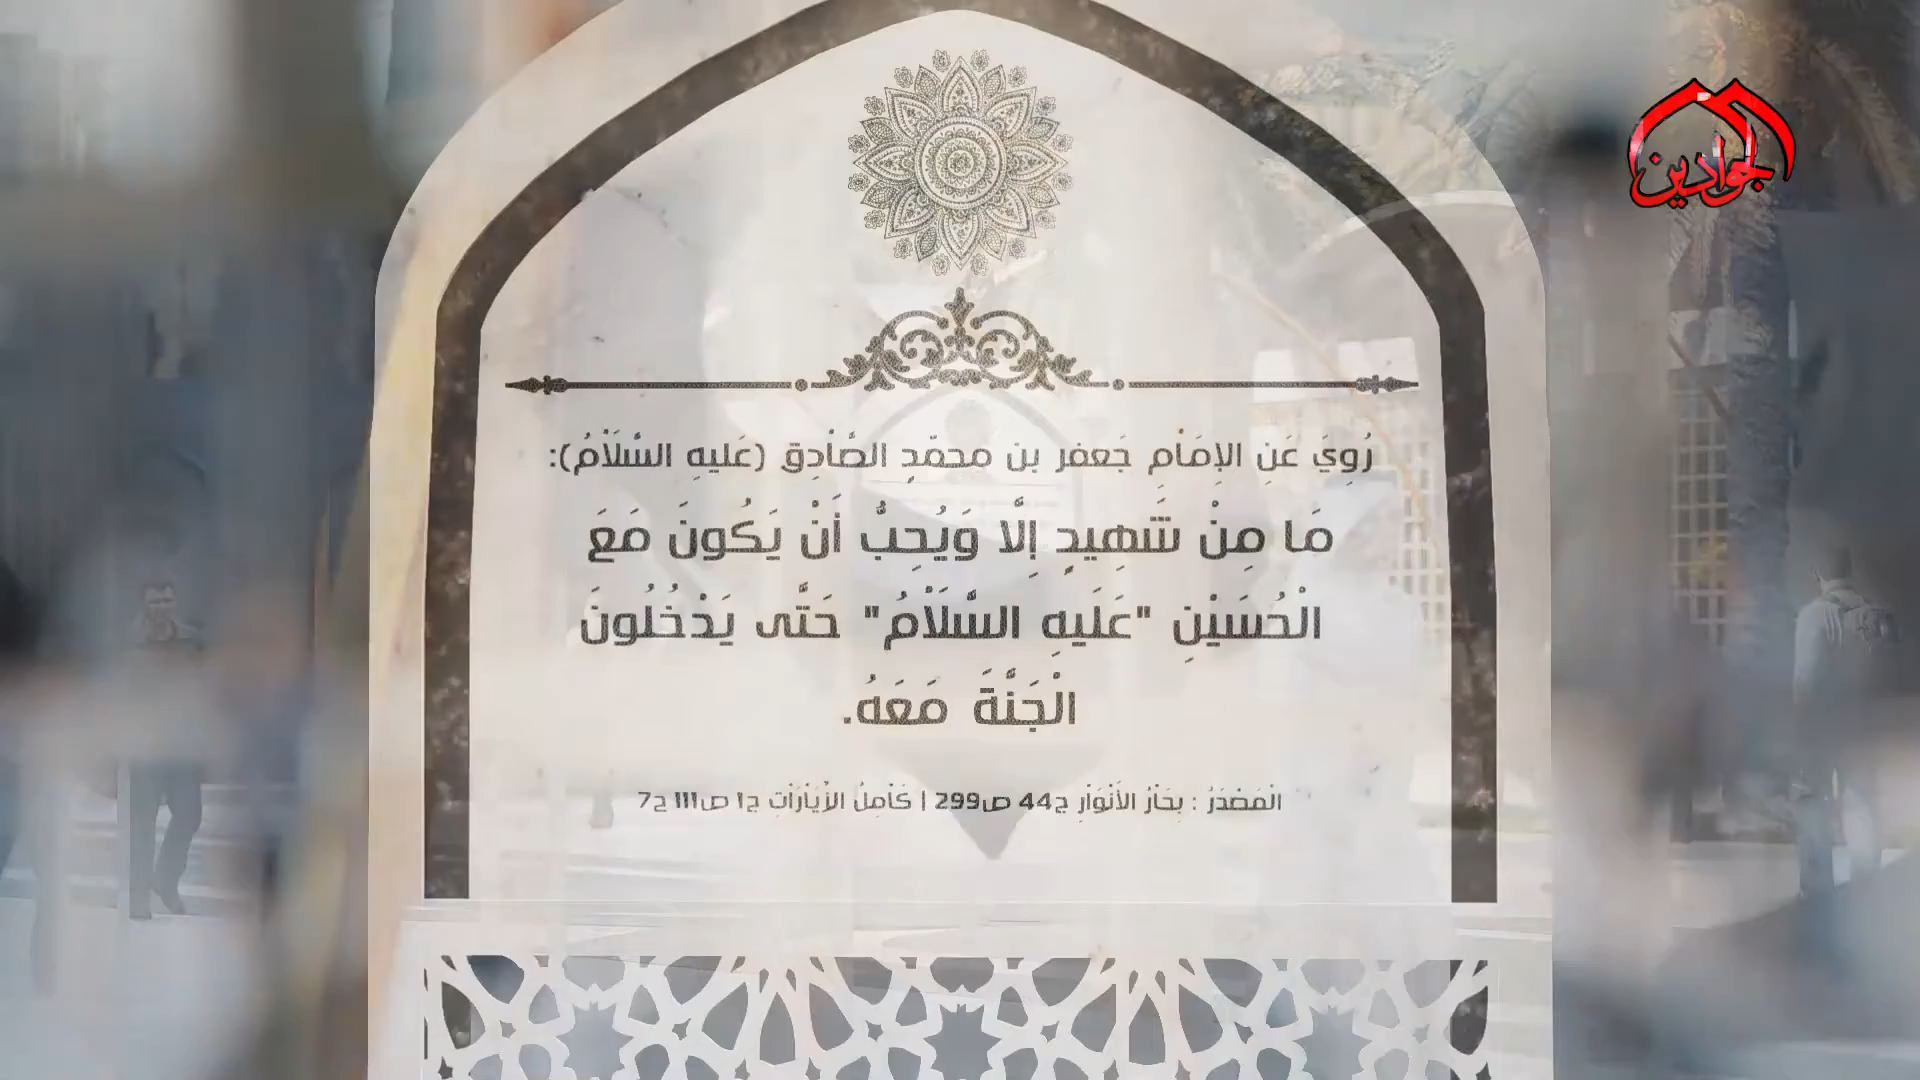 الجوادين
رُوِيَ عَنِ الإِمَامِ جَعفر بن محمّدٍ الصَّادِق (عَليهِ السَّلَامُ):
مَا مِنْ شَهِيدٍ إِلَّا وَيُحِبُّ أَنْ يَكُونَ مَعَ
الْحُسَيْنِ "عَلَيهِ السَّلَامُ" حَتَّى يَدْخُلُونَ
الْجَنَّةَ مَعَهُ.
الْمَصْدَرُ : بِحَارُ الأَنْوَارِ ج44 ص299 | كَامِلُ الزِّيَارَاتِ ج1 ص111 ح7